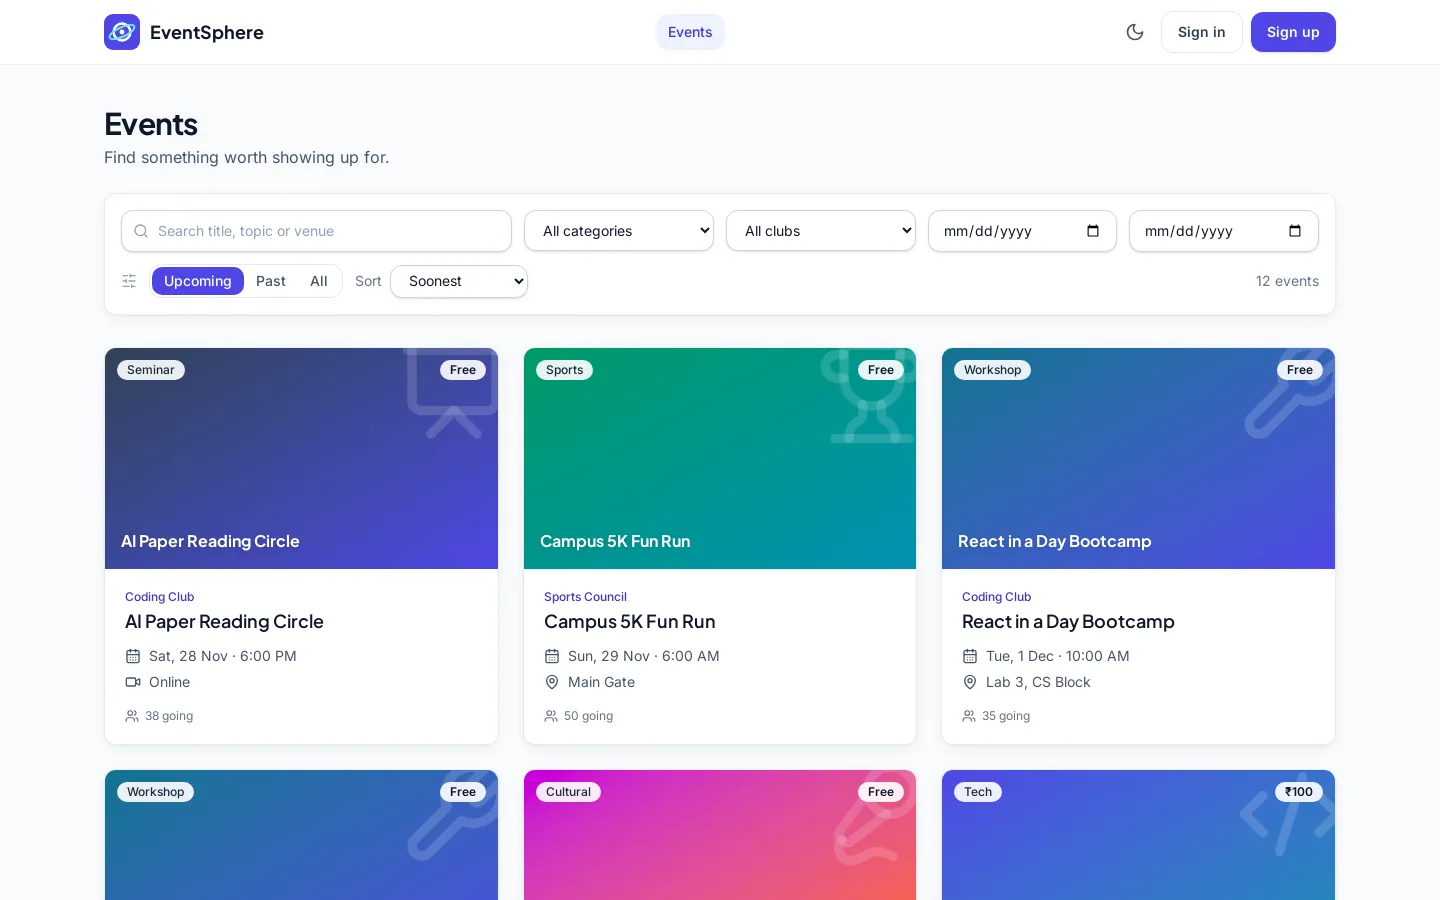 EventSphere
Events
Sign in
Sign up
Events
Find something worth showing up for.
Search title, topic or venue
All categories
All clubs
mm/dd/yyyy
mm/dd/yyyy
Upcoming
Past
All
Sort
Soonest
12 events
Seminar
Free
AI Paper Reading Circle
Coding Club
AI Paper Reading Circle
Sat, 28 Nov · 6:00 PM
Online
38 going
Sports
Free
Campus 5K Fun Run
Sports Council
Campus 5K Fun Run
Sun, 29 Nov · 6:00 AM
Main Gate
50 going
Workshop
Free
React in a Day Bootcamp
Coding Club
React in a Day Bootcamp
Tue, 1 Dec · 10:00 AM
Lab 3, CS Block
35 going
Workshop
Free
Cultural
Free
Tech
₹100